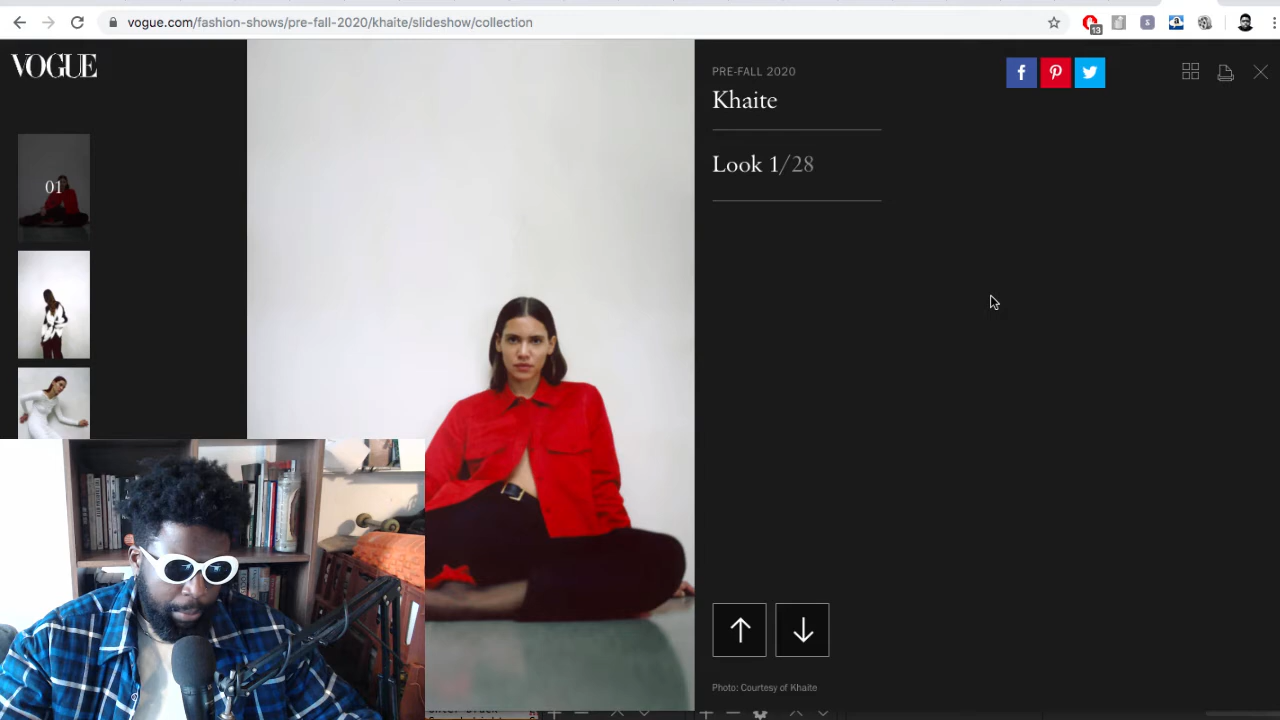 vogue.com/fashion-shows/pre-fall-2020/khaite/slideshow/collection
13
VOGUE
PRE-FALL 2020
Khaite
Look 1/28
01
Photo: Courtesy of Khaite